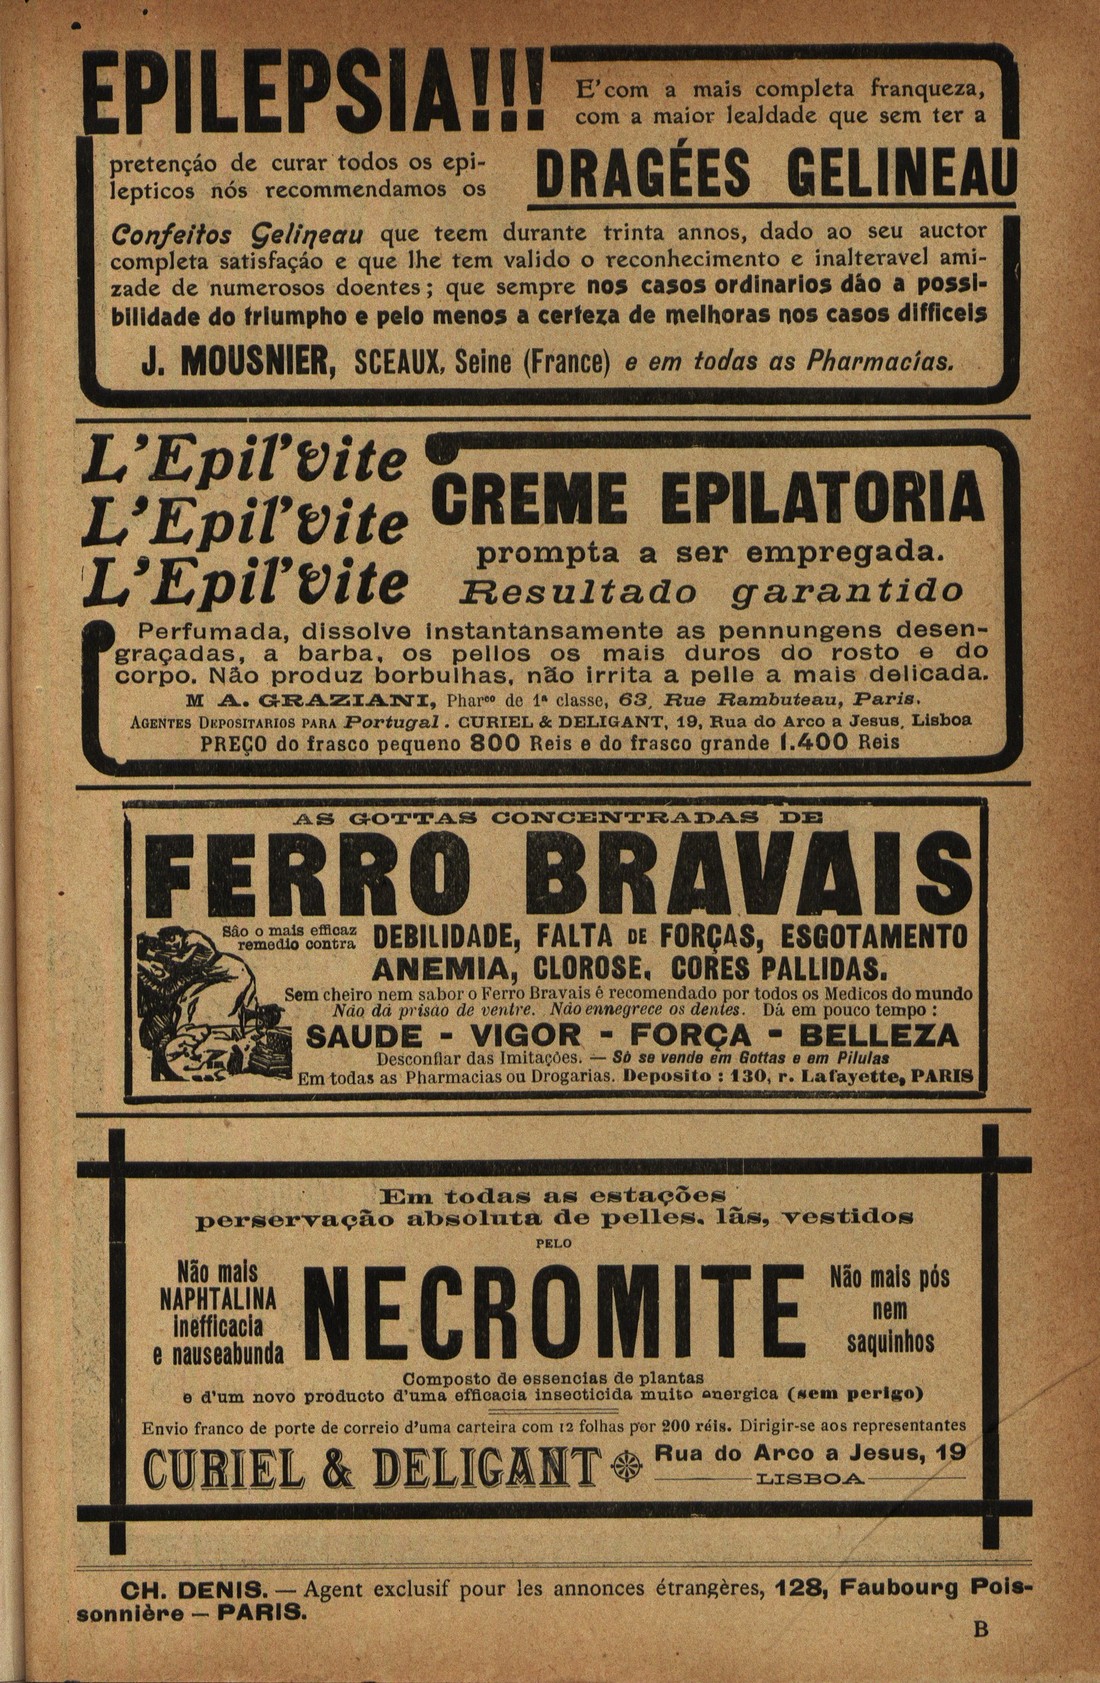 EPILEPSIA!!!
E'com a mais completa franqueza,
com a maior lealdade que sem ter a
pretençáo de curar todos os epi-
lepticos nós recommendamos os
DRAGÉES GELINEAU
Confeitos Gelineau que teem durante trinta annos, dado ao seu auctor
completa satisfaçáo e que lhe tem valido o reconhecimento e inalteravel ami-
zade de numerosos doentes; que sempre nos casos ordinarios dáo a possi-
bilidade do triumpho e pelo menos a certeza de melhoras nos casos difficeis
J. MOUSNIER, SCEAUX, Seine (France) e em todas as Pharmacias.
L'Epil'vite
L'Epil'vite
L'Epil'vite
CREME EPILATORIA
prompta a ser empregada.
Resultado garantido
Perfumada, dissolve instantansamente as pennungens desen-
graçadas, a barba, os pellos os mais duros do rosto e do
corpo. Não produz borbulhas, não irrita a pelle a mais delicada.
M A. GRAZIANI, Pharco de 1a classe, 63, Rue Rambuteau, Paris.
AGENTES DEPOSITARIOS PARA Portugal. CURIEL & DELIGANT, 19, Rua do Arco a Jesus, Lisboa
PREÇO do frasco pequeno 800 Reis e do frasco grande 1.400 Reis
AS GOTTAS CONCENTRADAS DE
FERRO BRAVAIS
Sâo o mais efficaz
remedio contra
DEBILIDADE, FALTA DE FORÇAS, ESGOTAMENTO
ANEMIA, CLOROSE, CORES PALLIDAS.
Sem cheiro nem sabor o Ferro Bravais é recomendado por todos os Medicos do mundo
Não dá prisao de ventre. Não ennegrece os dentes. Dá em pouco tempo:
SAUDE - VIGOR - FORÇA - BELLEZA
Desconfiar das Imitações. — Só se vende em Gottas e em Pilulas
Em todas as Pharmacias ou Drogarias. Deposito: 130, r. Lafayette, PARIS
Em todas as estações
perservação absoluta de pelles, lãs, vestidos
PELO
Não mais
NAPHTALINA
inefficacia
e nauseabunda
NECROMITE
Não mais pós
nem
saquinhos
Composto de essencias de plantas
e d'um novo producto d'uma efficacia insecticida muito energica (sem perigo)
Envio franco de porte de correio d'uma carteira com 12 folhas por 200 réis. Dirigir-se aos representantes
CURIEL & DELIGANT
Rua do Arco a Jesus, 19
LISBOA
CH. DENIS. — Agent exclusif pour les annonces étrangères, 128, Faubourg Pois-
sonnière — PARIS.
B